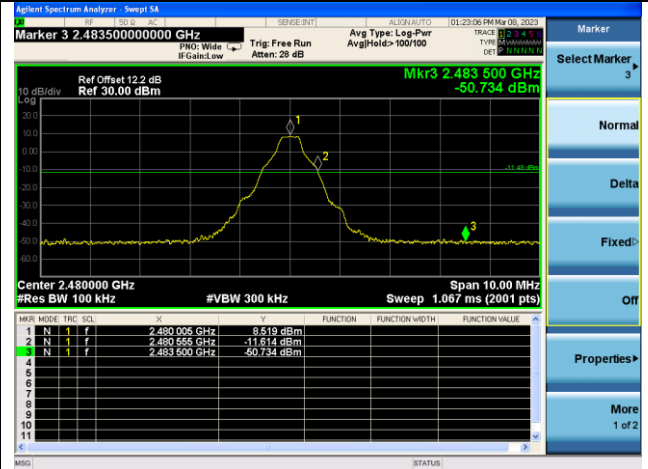 Agilent Spectrum Analyzer - Swept SA
RF 50 Ω AC SENSE:INT ALIGN AUTO 01:23:06 PM Mar 08, 2023
Marker 3 2.483500000000 GHz
PNO: Wide
IFGain:Low
Trig: Free Run
Atten: 28 dB
Avg Type: Log-Pwr
Avg|Hold:>100/100
TRACE 1 2 3 4 5 6
TYPE M
DET P N N N N N
Ref Offset 12.2 dB
Ref 30.00 dBm
10 dB/div
Log
Mkr3 2.483 500 GHz
-50.734 dBm
20.0
10.0
0.00
-10.0
-20.0
-30.0
-40.0
-50.0
-60.0
1
2
3
-11.48 dBm
Center 2.480000 GHz Span 10.00 MHz
#Res BW 100 kHz #VBW 300 kHz Sweep 1.067 ms (2001 pts)
MKR MODE TRC SCL X Y FUNCTION FUNCTION WIDTH FUNCTION VALUE
1 N 1 f 2.480 005 GHz 8.519 dBm
2 N 1 f 2.480 555 GHz -11.614 dBm
3 N 1 f 2.483 500 GHz -50.734 dBm
4
5
6
7
8
9
10
11
MSG STATUS
Marker
Select Marker
3
Normal
Delta
Fixed
Off
Properties
More
1 of 2